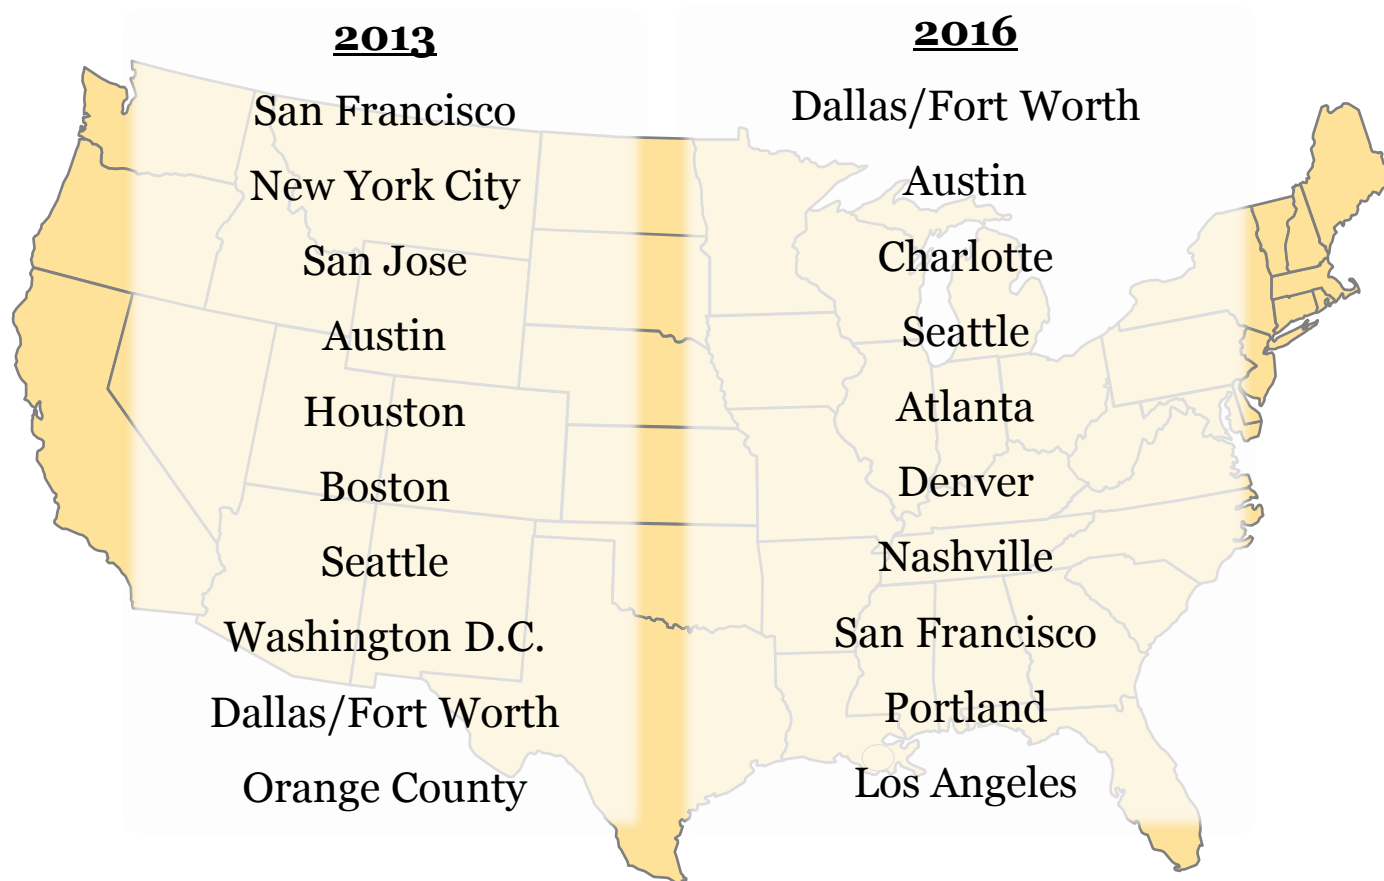 2013
San Francisco
New York City
San Jose
Austin
Houston
Boston
Seattle
Washington D.C.
Dallas/Fort Worth
Orange County
2016
Dallas/Fort Worth
Austin
Charlotte
Seattle
Atlanta
Denver
Nashville
San Francisco
Portland
Los Angeles